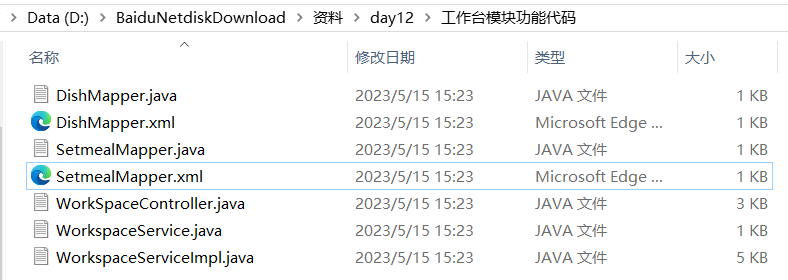 Data (D:) > BaiduNetdiskDownload > 资料 > day12 > 工作台模块功能代码
名称 修改日期 类型 大小
DishMapper.java 2023/5/15 15:23 JAVA 文件 1 KB
DishMapper.xml 2023/5/15 15:23 Microsoft Edge ... 1 KB
SetmealMapper.java 2023/5/15 15:23 JAVA 文件 1 KB
SetmealMapper.xml 2023/5/15 15:23 Microsoft Edge ... 1 KB
WorkSpaceController.java 2023/5/15 15:23 JAVA 文件 3 KB
WorkspaceService.java 2023/5/15 15:23 JAVA 文件 1 KB
WorkspaceServiceImpl.java 2023/5/15 15:23 JAVA 文件 5 KB